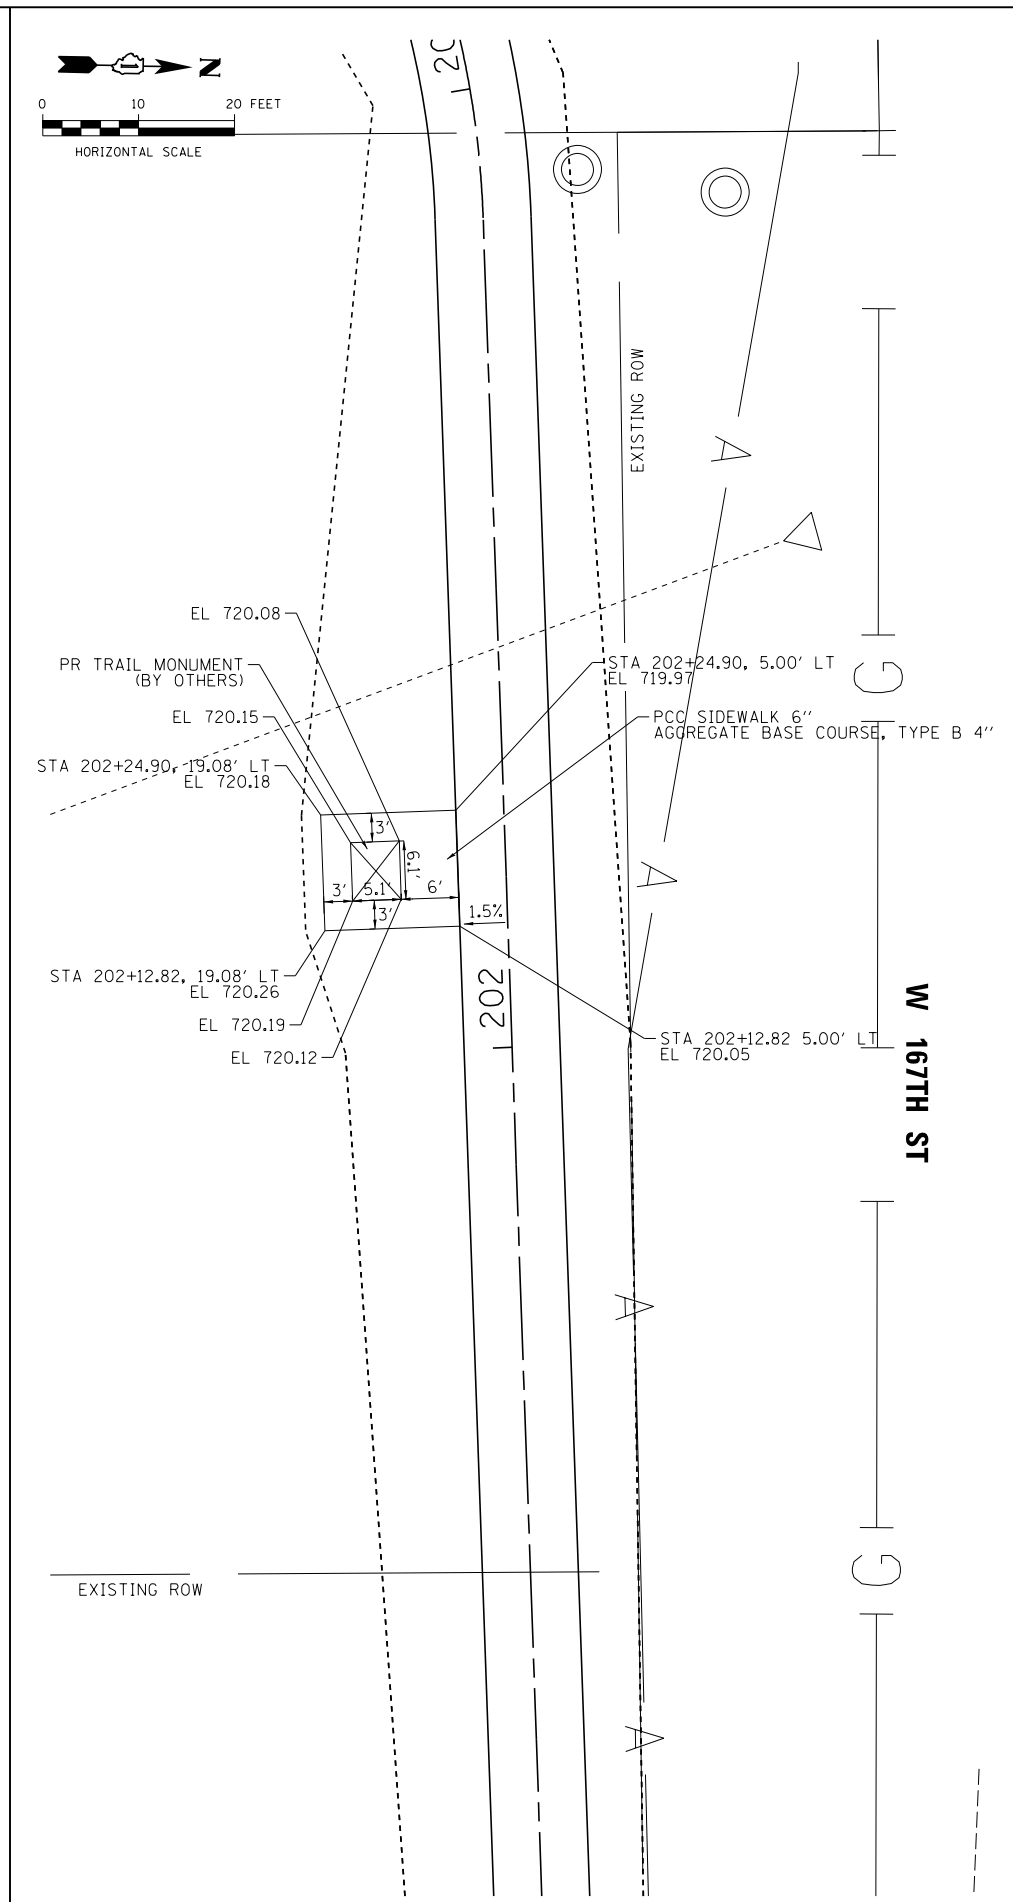 N
0 10 20 FEET
HORIZONTAL SCALE
EXISTING ROW
EL 720.08
PR TRAIL MONUMENT
(BY OTHERS)
EL 720.15
STA 202+24.90, 19.08' LT
EL 720.18
STA 202+24.90, 5.00' LT
EL 719.97
PCC SIDEWALK 6''
AGGREGATE BASE COURSE, TYPE B 4''
3'
6.1'
3' 5.1' 6'
3'
1.5%
STA 202+12.82, 19.08' LT
EL 720.26
EL 720.19
EL 720.12
202
STA 202+12.82 5.00' LT
EL 720.05
W 167TH ST
A
A
A
A
G
G
EXISTING ROW